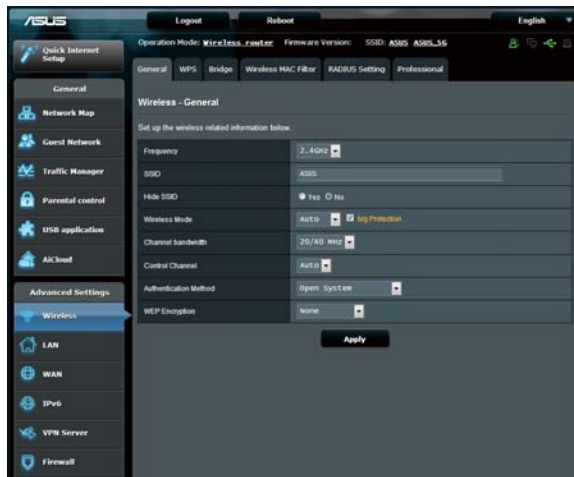 ASUS Logout Reboot English
Quick Internet Setup
Operation Mode: Wireless router Firmware Version: SSID: ASUS ASUS_5G
General WPS Bridge Wireless MAC Filter RADIUS Setting Professional
General
Network Map
Guest Network
Traffic Manager
Parental control
USB application
AiCloud
Advanced Settings
Wireless
LAN
WAN
IPv6
VPN Server
Firewall
Wireless - General
Set up the wireless related information below.
Frequency 2.4GHz
SSID ASUS
Hide SSID Yes No
Wireless Mode Auto b/g Protection
Channel bandwidth 20/40 MHz
Control Channel Auto
Authentication Method Open System
WEP Encryption None
Apply